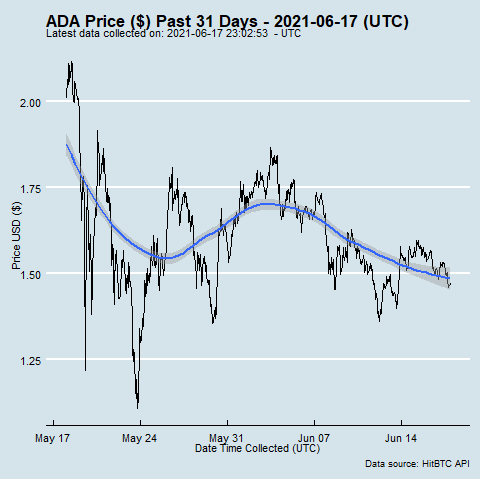 ADA Price ($) Past 31 Days - 2021-06-17 (UTC)
Latest data collected on: 2021-06-17 23:02:53  - UTC
Price USD ($)
2.00
1.75
1.50
1.25
May 17 May 24 May 31 Jun 07 Jun 14
Date Time Collected (UTC)
Data source: HitBTC API